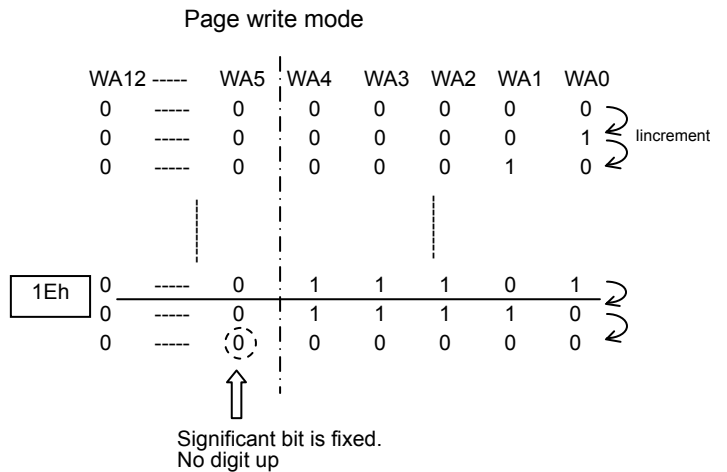 Page write mode
WA12 ----- WA5 WA4 WA3 WA2 WA1 WA0
0 ----- 0 0 0 0 0 0
0 ----- 0 0 0 0 0 1 Iincrement
0 ----- 0 0 0 0 1 0
0 ----- 0 1 1 1 0 1
1Eh
0 ----- 0 1 1 1 1 0
0 ----- 0 0 0 0 0 0
Significant bit is fixed.
No digit up